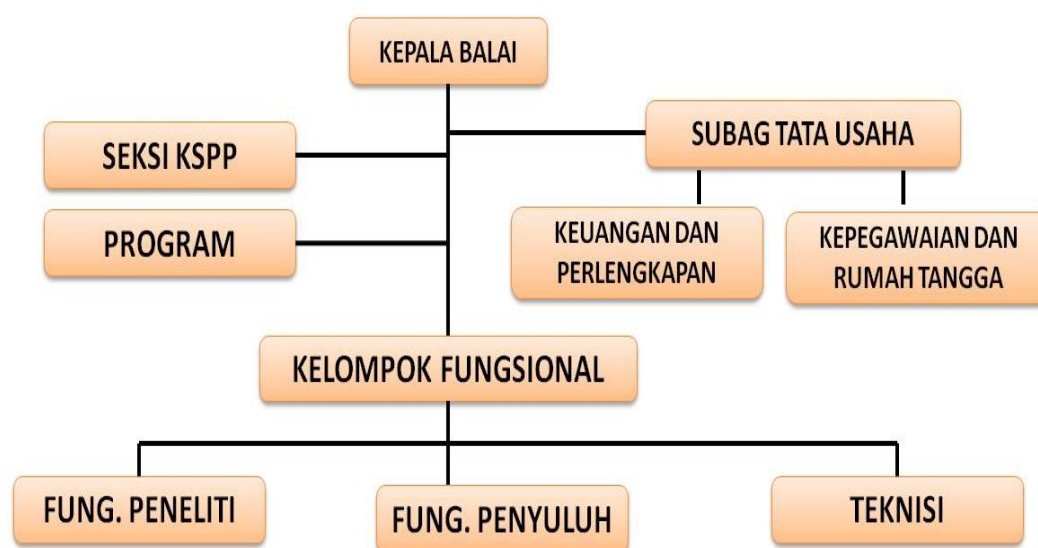 KEPALA BALAI
SUBAG TATA USAHA
SEKSI KSPP
PROGRAM
KEUANGAN DAN
PERLENGKAPAN
KEPEGAWAIAN DAN
RUMAH TANGGA
KELOMPOK FUNGSIONAL
FUNG. PENELITI
FUNG. PENYULUH
TEKNISI